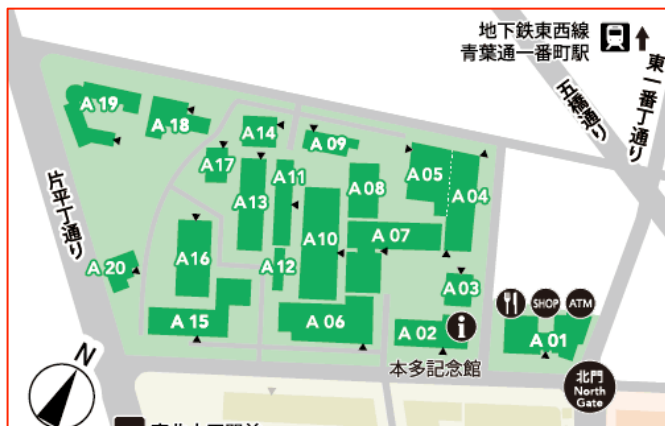 地下鉄東西線
青葉通一番町駅
東一番丁通り
五橋通り
片平丁通り
A 19
A 18
A 14
A 09
A 17
A 13
A 11
A 08
A 05
A 04
A 10
A 07
A 16
A 12
A 20
A 03
A 15
A 06
A 02
i
SHOP
ATM
A 01
本多記念館
北門
North
Gate
N